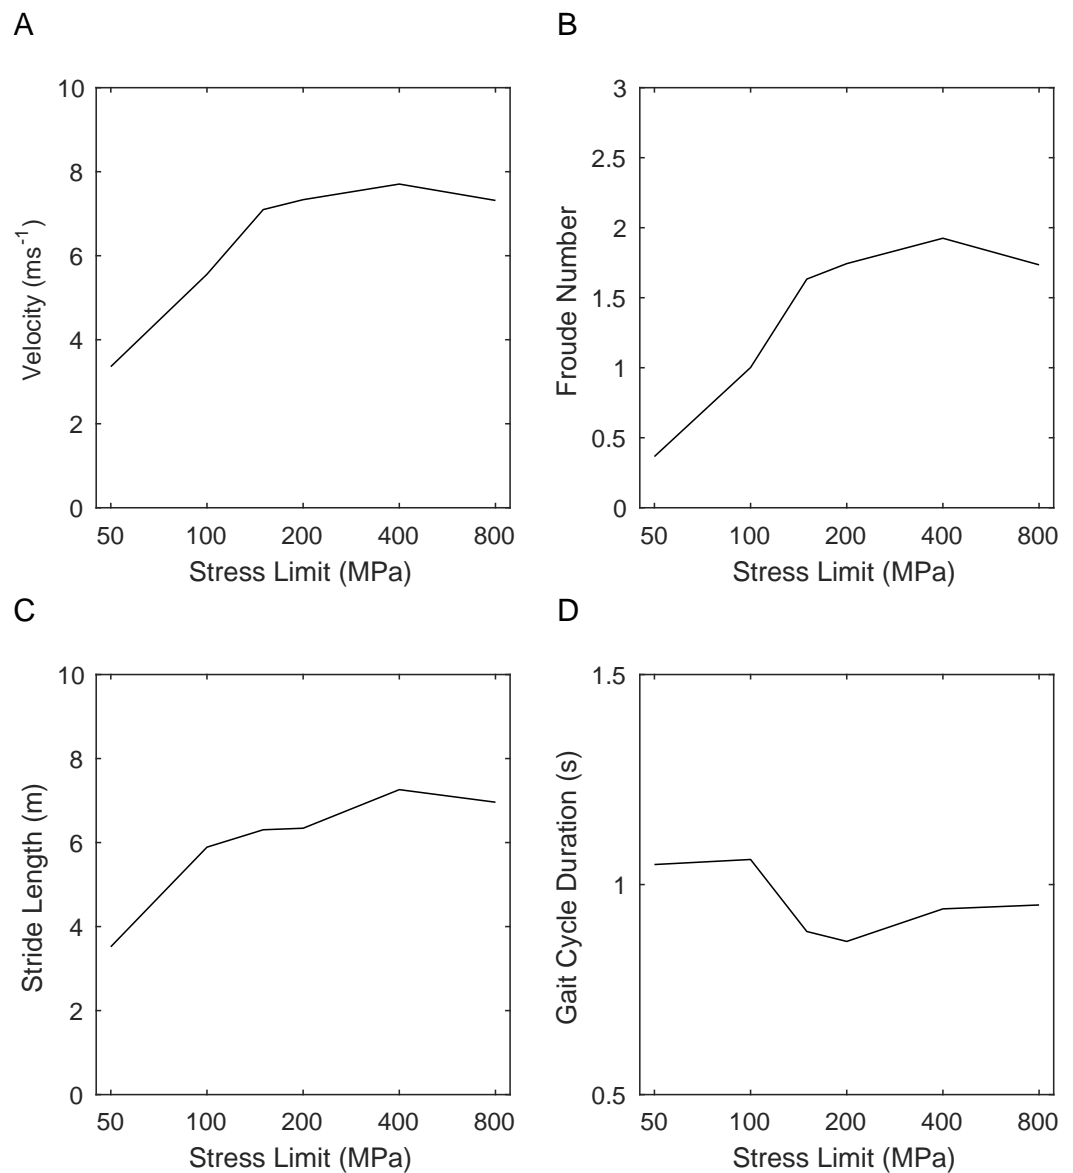 A
10
8
6
4
2
0
Velocity (ms-1)
50 100 200 400 800
Stress Limit (MPa)
B
3
2.5
2
1.5
1
0.5
0
Froude Number
50 100 200 400 800
Stress Limit (MPa)
C
10
8
6
4
2
0
Stride Length (m)
50 100 200 400 800
Stress Limit (MPa)
D
1.5
1
0.5
Gait Cycle Duration (s)
50 100 200 400 800
Stress Limit (MPa)